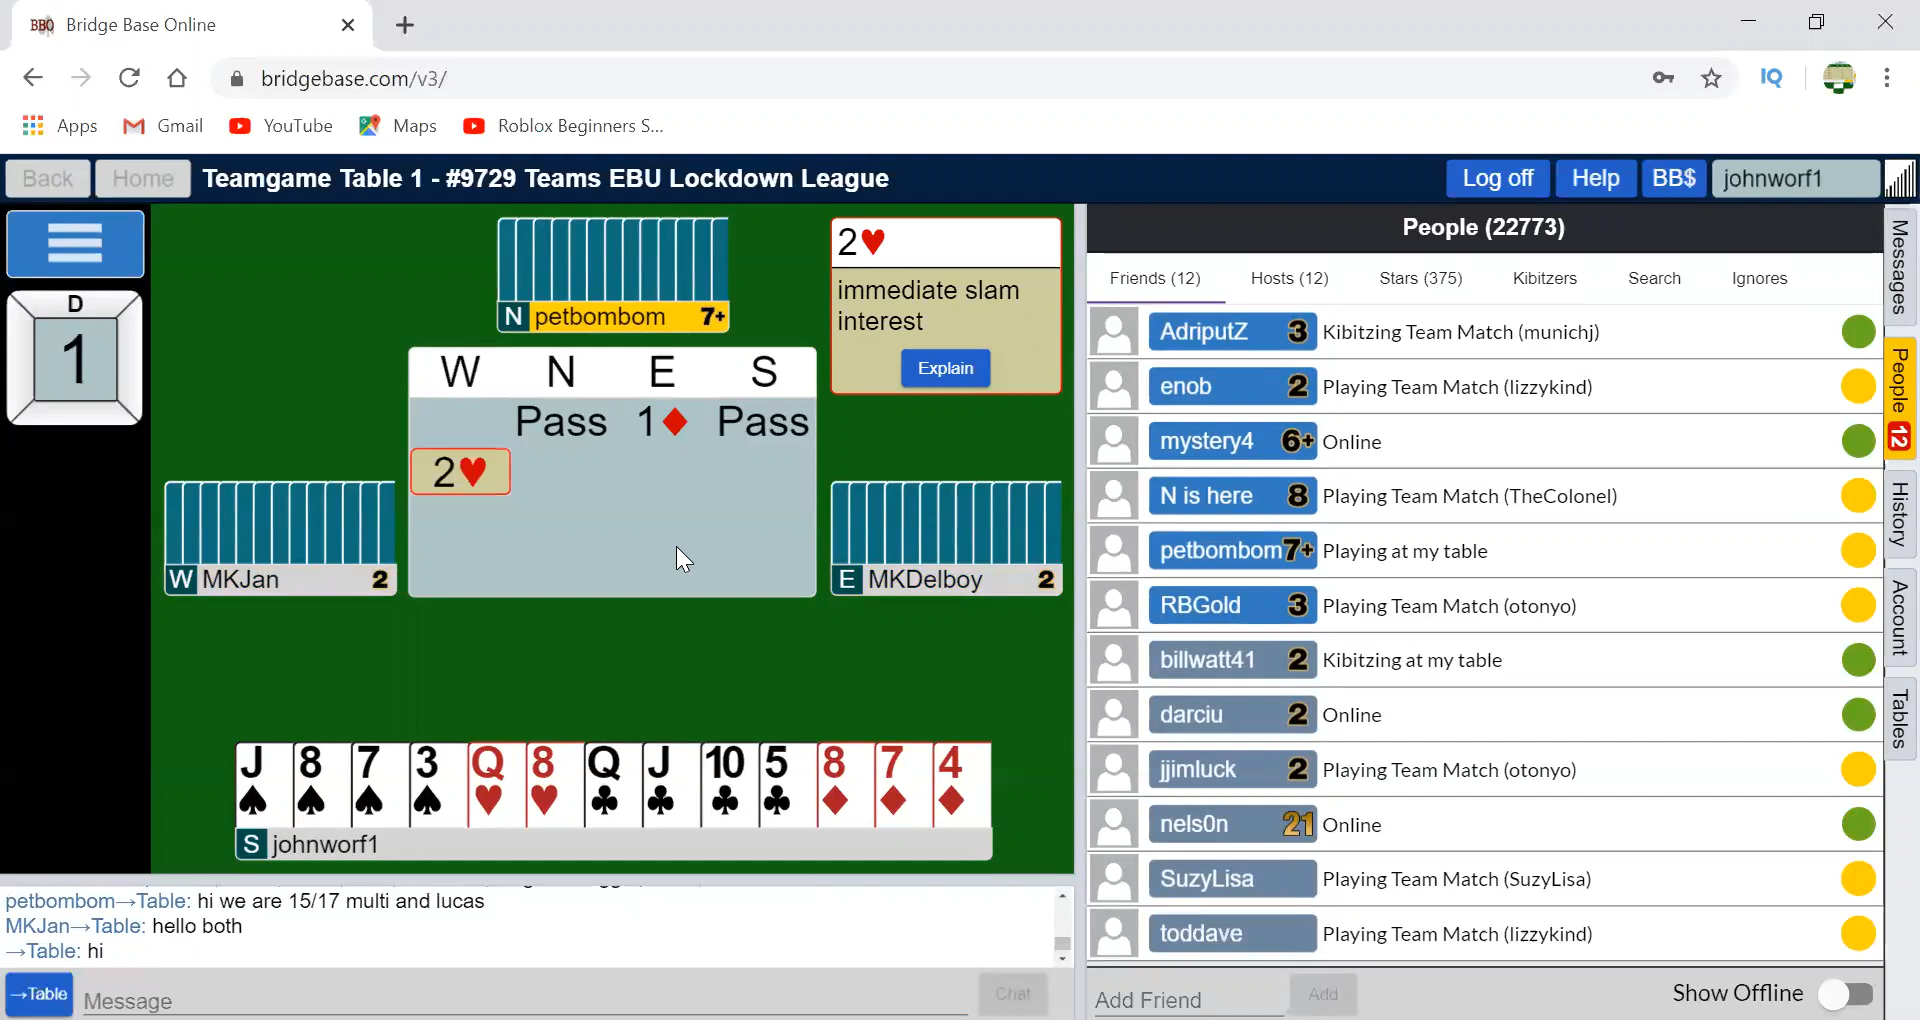 BBO Bridge Base Online
bridgebase.com/v3/
IQ
Apps Gmail YouTube Maps Roblox Beginners S...
Back Home Teamgame Table 1 - #9729 Teams EBU Lockdown League Log off Help BB$ johnworf1
D
1
N petbombom 7+
2♥
immediate slam
interest
Explain
W N E S
Pass 1♦ Pass
2♥
W MKJan 2
E MKDelboy 2
J 8 7 3 Q 8 Q J 10 5 8 7 4
♠ ♠ ♠ ♠ ♥ ♥ ♣ ♣ ♣ ♣ ♦ ♦ ♦
S johnworf1
petbombom→Table: hi we are 15/17 multi and lucas
MKJan→Table: hello both
→Table: hi
→Table Message Chat
People (22773)
Friends (12) Hosts (12) Stars (375) Kibitzers Search Ignores
AdriputZ 3 Kibitzing Team Match (munichj)
enob 2 Playing Team Match (lizzykind)
mystery4 6+ Online
N is here 8 Playing Team Match (TheColonel)
petbombom 7+ Playing at my table
RBGold 3 Playing Team Match (otonyo)
billwatt41 2 Kibitzing at my table
darciu 2 Online
jjimluck 2 Playing Team Match (otonyo)
nels0n 21 Online
SuzyLisa Playing Team Match (SuzyLisa)
toddave Playing Team Match (lizzykind)
Add Friend Add Show Offline
Messages
People 12
History
Account
Tables